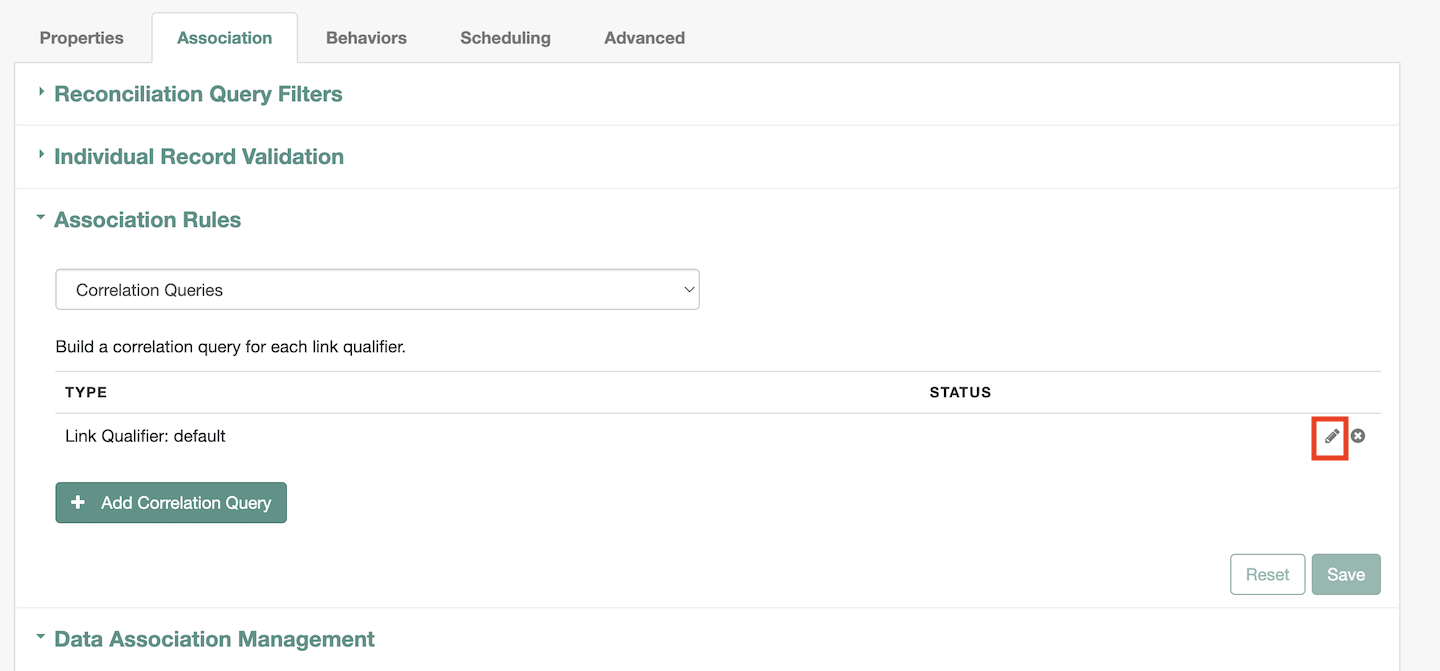 Properties Association Behaviors Scheduling Advanced
Reconciliation Query Filters
Individual Record Validation
Association Rules
Correlation Queries
Build a correlation query for each link qualifier.
TYPE STATUS
Link Qualifier: default
Add Correlation Query
Reset Save
Data Association Management